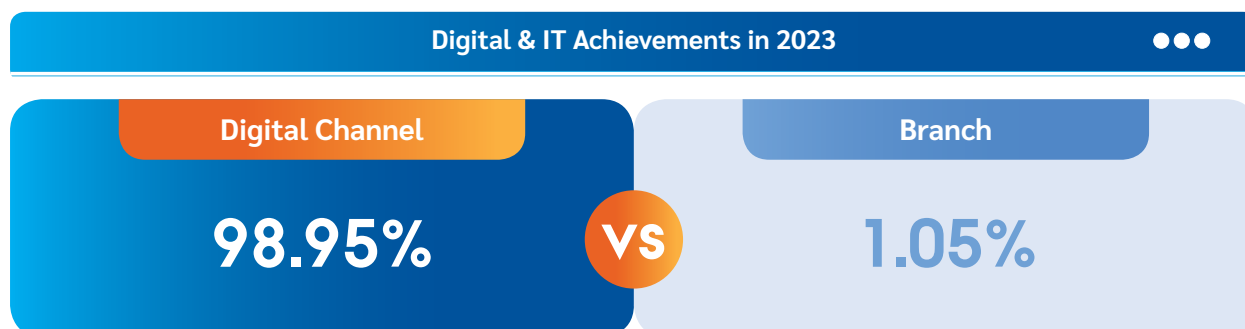 Digital & IT Achievements in 2023
Digital Channel
98.95%
VS
Branch
1.05%